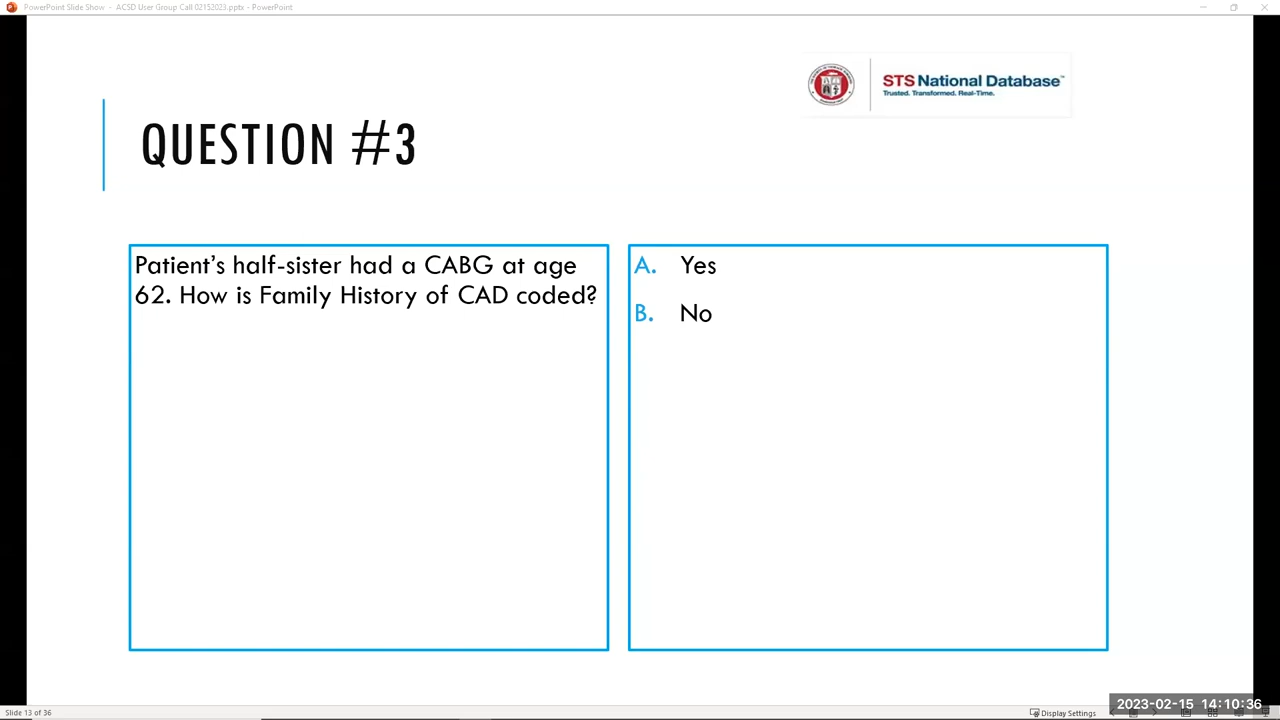 PowerPoint Slide Show - ACSD User Group Call 02152023.pptx - PowerPoint
STS National Database™
Trusted. Transformed. Real-Time.
QUESTION #3
Patient's half-sister had a CABG at age
62. How is Family History of CAD coded?
A. Yes
B. No
Slide 13 of 36
Display Settings
2023-02-15 14:10:36